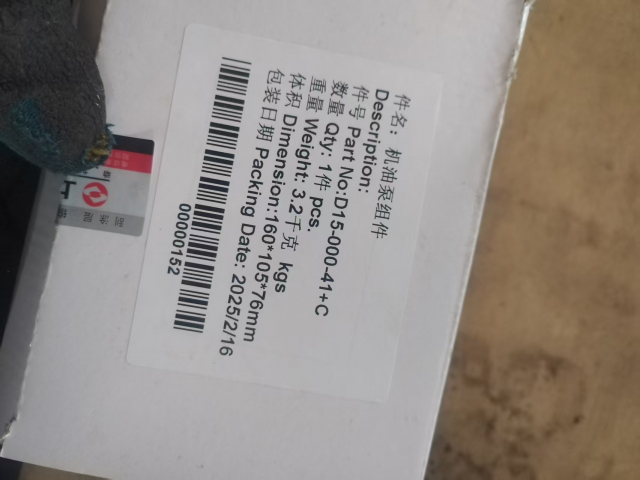 件名：机油泵组件
Description:
件号 Part No:D15-000-41+C
数量 Qty: 1件 pcs.
重量 Weight: 3.2千克 kgs
体积 Dimension:160*105*76mm
包装日期 Packing Date: 2025/2/16
00000152